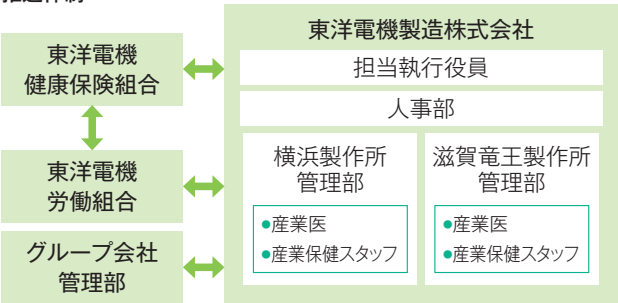 東洋電機
健康保険組合
東洋電機
労働組合
グループ会社
管理部
東洋電機製造株式会社
担当執行役員
人事部
横浜製作所
管理部
●産業医
●産業保健スタッフ
滋賀竜王製作所
管理部
●産業医
●産業保健スタッフ